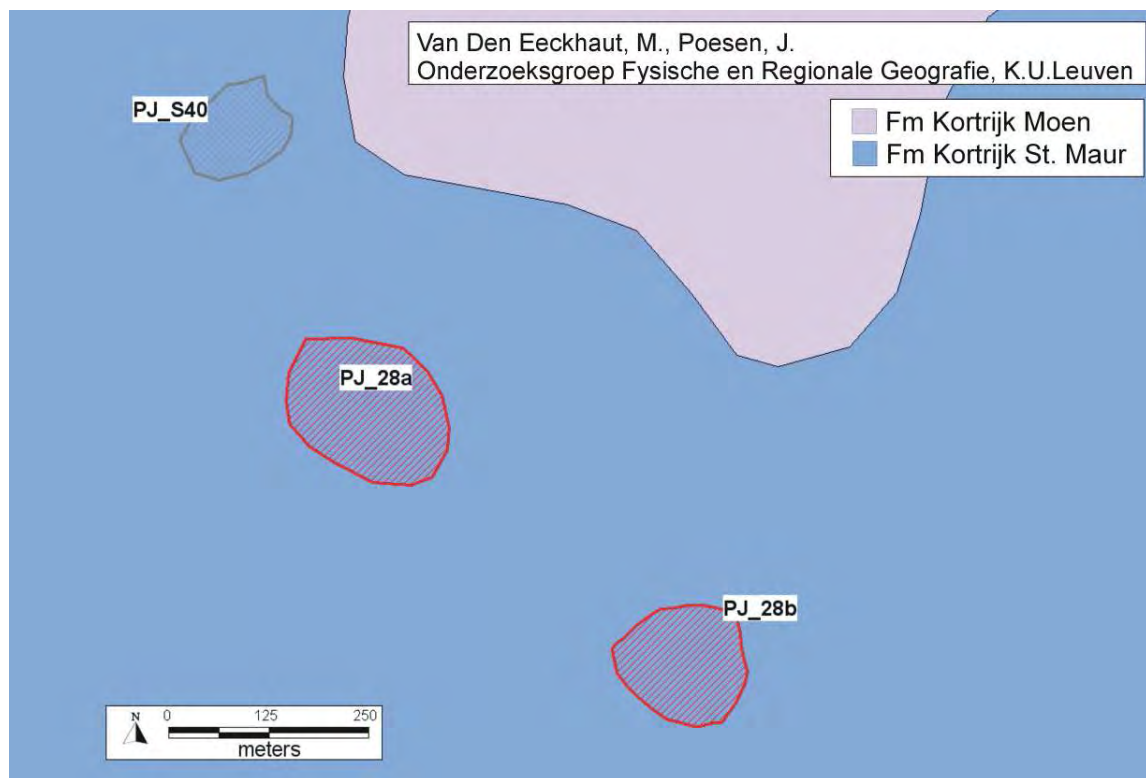 Van Den Eeckhaut, M., Poesen, J.
Onderzoeksgroep Fysische en Regionale Geografie, K.U.Leuven
Fm Kortrijk Moen
Fm Kortrijk St. Maur
PJ_S40
PJ_28a
PJ_28b
N 0 125 250
meters